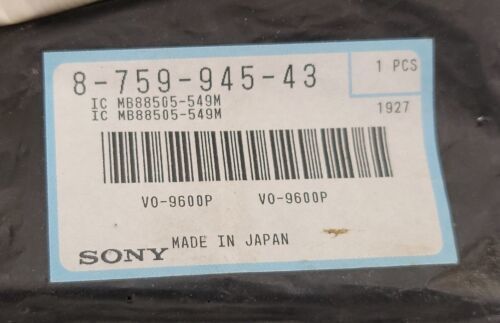 8-759-945-43
1 PCS
IC MB88505-549M
IC MB88505-549M
1927
VO-9600P VO-9600P
SONY MADE IN JAPAN